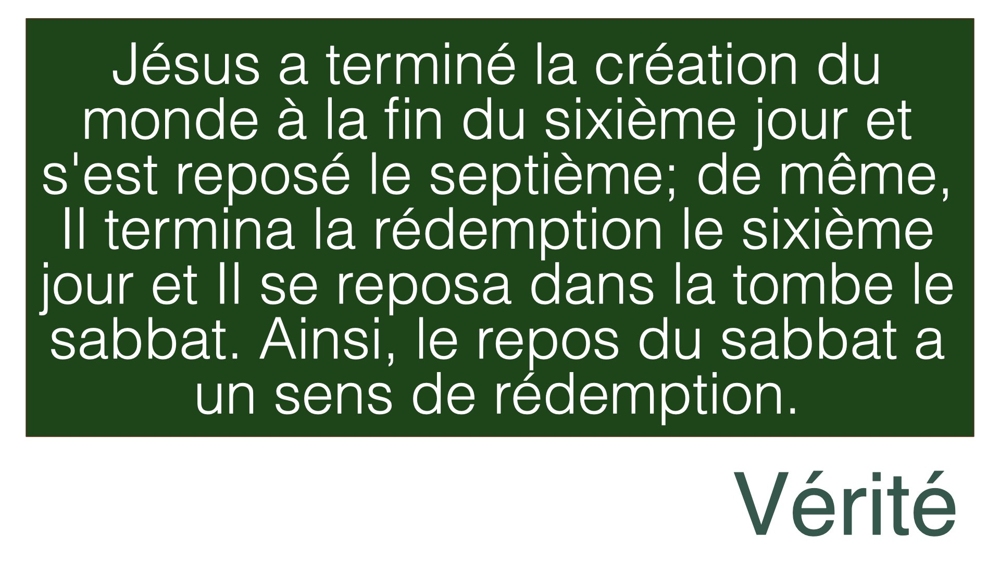 Jésus a terminé la création du
monde à la fin du sixième jour et
s'est reposé le septième; de même,
Il termina la rédemption le sixième
jour et Il se reposa dans la tombe le
sabbat. Ainsi, le repos du sabbat a
un sens de rédemption.
Vérité